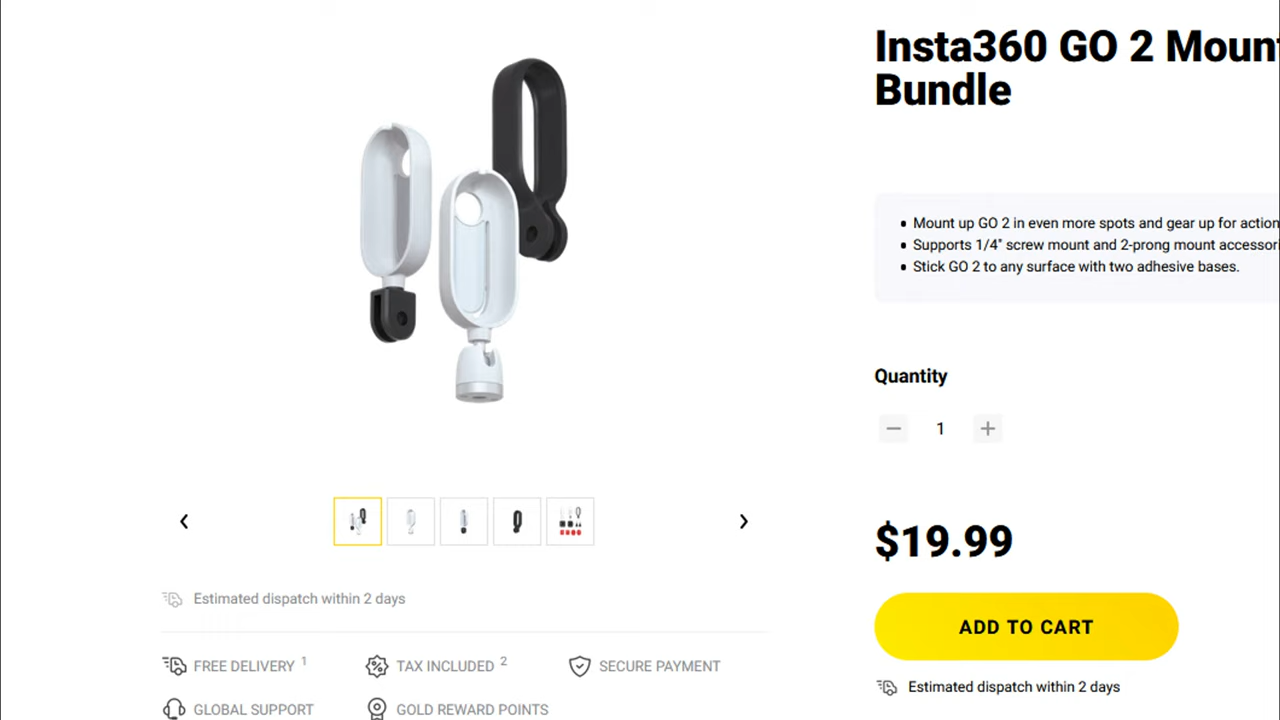 Insta360 GO 2 Mount
Bundle
Mount up GO 2 in even more spots and gear up for action
Supports 1/4" screw mount and 2-prong mount
Stick GO 2 to any surface with two adhesive bases.
Quantity
1
$19.99
ADD TO CART
Estimated dispatch within 2 days
Estimated dispatch within 2 days
FREE DELIVERY 1
TAX INCLUDED 2
SECURE PAYMENT
GLOBAL SUPPORT
GOLD REWARD POINTS